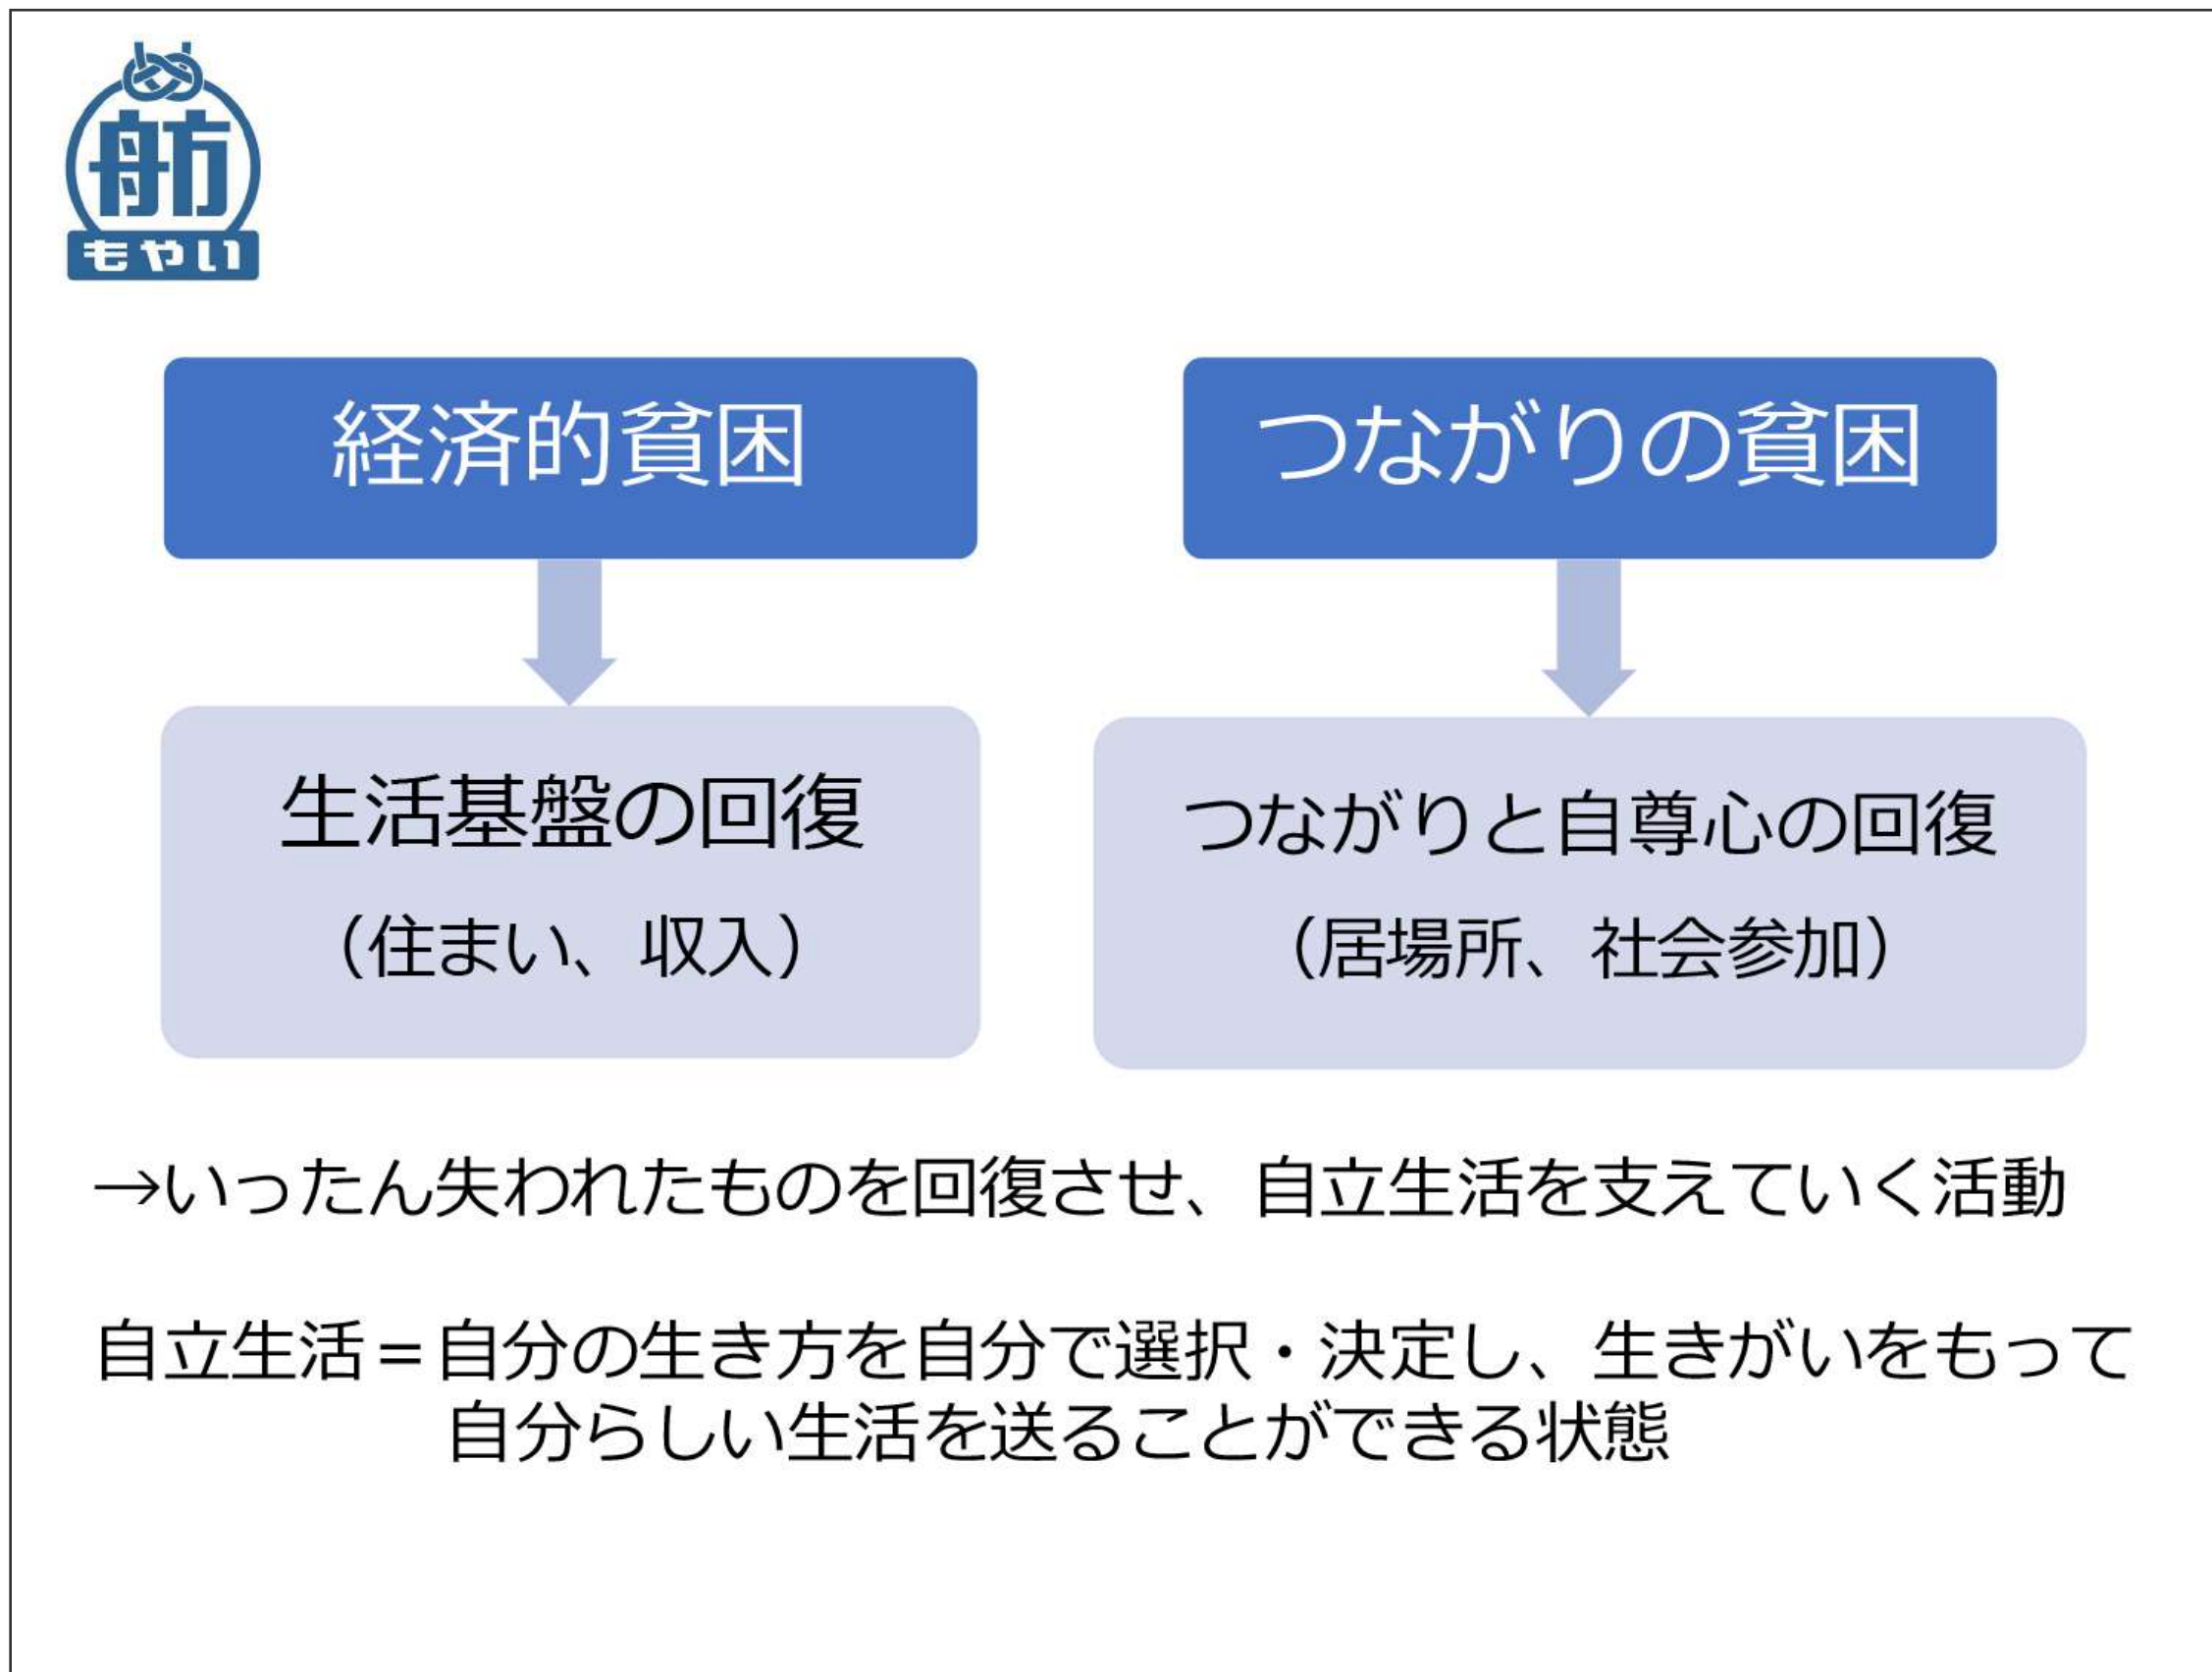 舫
もやい
経済的貧困
つながりの貧困
生活基盤の回復
（住まい、収入）
つながりと自尊心の回復
（居場所、社会参加）
→いったん失われたものを回復させ、自立生活を支えていく活動
自立生活＝自分の生き方を自分で選択・決定し、生きがいをもって
自分らしい生活を送ることができる状態